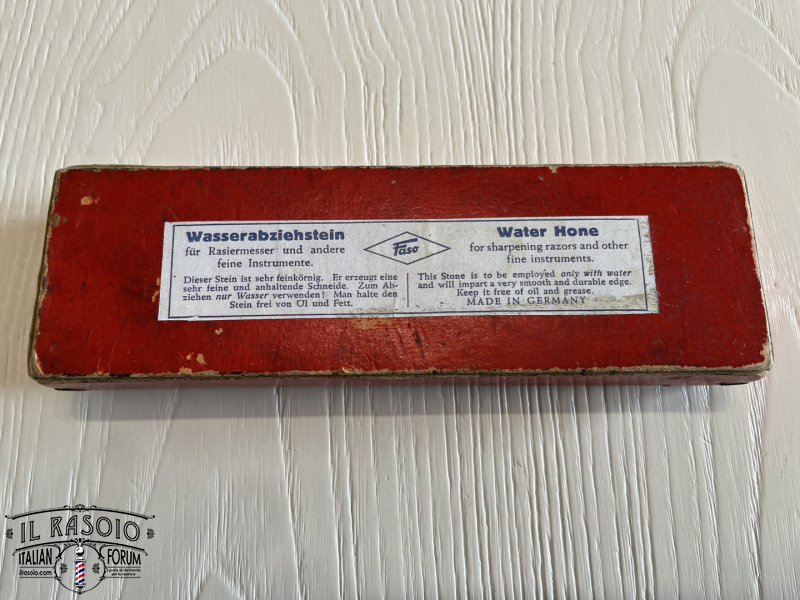 Wasserabziehstein
für Rasiermesser und andere
feine Instrumente.
Dieser Stein ist sehr feinkörnig. Er erzeugt eine
sehr feine und anhaltende Schneide. Zum Ab-
ziehen nur Wasser verwenden! Man halte den
Stein frei von Öl und Fett.
Faso
Water Hone
for sharpening razors and other
fine instruments.
This Stone is to be employed only with water
and will impart a very smooth and durable edge.
Keep it free of oil and grease.
MADE IN GERMANY
IL RASOIO
ITALIAN FORUM
ilrasoio.com